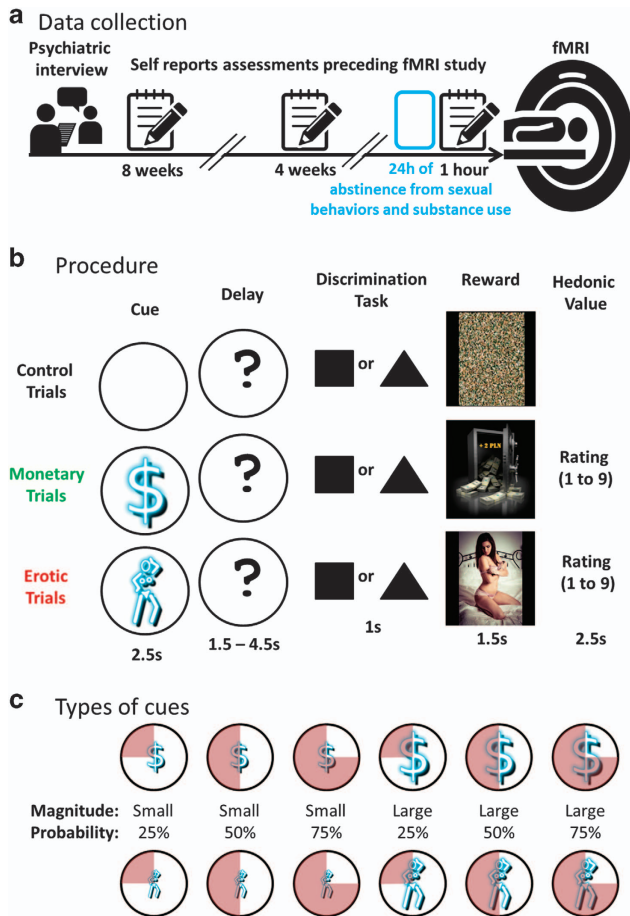 a Data collection
Psychiatric
interview
Self reports assessments preceding fMRI study
fMRI
8 weeks
4 weeks
24h of
abstinence from sexual
behaviors and substance use
1 hour
b Procedure
Cue
Delay
Discrimination
Task
Reward
Hedonic
Value
Control
Trials
?
or
Monetary
Trials
$
?
or
+ 2 PLN
Rating
(1 to 9)
Erotic
Trials
?
or
Rating
(1 to 9)
2.5s
1.5 – 4.5s
1s
1.5s
2.5s
c Types of cues
$ $ $ $ $ $
Magnitude: Small Small Small Large Large Large
Probability: 25% 50% 75% 25% 50% 75%